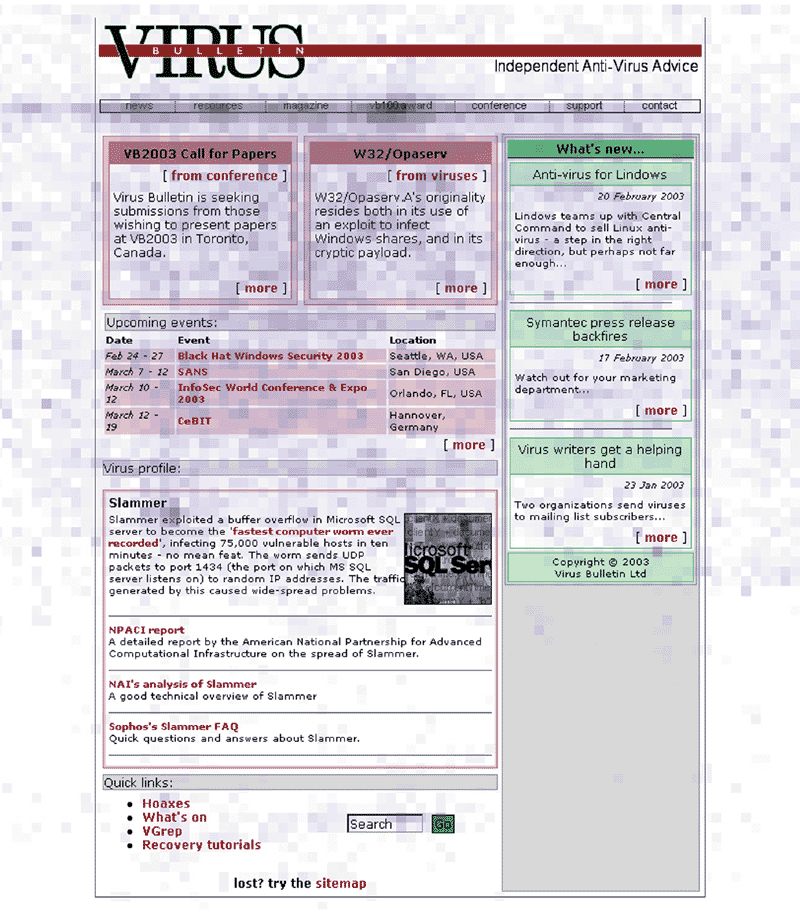 VIRUS
BULLETIN
Independent Anti-Virus Advice
news resources magazine vb100 award conference support contact
VB2003 Call for Papers
[ from conference ]
Virus Bulletin is seeking
submissions from those
wishing to present papers
at VB2003 in Toronto,
Canada.
[ more ]
W32/Opaserv
[ from viruses ]
W32/Opaserv.A's originality
resides both in its use of
an exploit to infect
Windows shares, and in its
cryptic payload.
[ more ]
Upcoming events:
Date Event Location
Feb 24 - 27 Black Hat Windows Security 2003 Seattle, WA, USA
March 7 - 12 SANS San Diego, USA
March 10 - 12 InfoSec World Conference & Expo 2003 Orlando, FL, USA
March 12 - 19 CeBIT Hannover, Germany
[ more ]
Virus profile:
Slammer
Slammer exploited a buffer overflow in Microsoft SQL
server to become the 'fastest computer worm ever
recorded', infecting 75,000 vulnerable hosts in ten
minutes - no mean feat. The worm sends UDP
packets to port 1434 (the port on which MS SQL
server listens on) to random IP addresses. The traffic
generated by this caused wide-spread problems.
licrosoft
SQL Ser
NPACI report
A detailed report by the American National Partnership for Advanced
Computational Infrastructure on the spread of Slammer.
NAI's analysis of Slammer
A good technical overview of Slammer
Sophos's Slammer FAQ
Quick questions and answers about Slammer.
Quick links:
Hoaxes
What's on
VGrep
Recovery tutorials
Search Go
lost? try the sitemap
What's new...
Anti-virus for Lindows
20 February 2003
Lindows teams up with Central
Command to sell Linux anti-
virus - a step in the right
direction, but perhaps not far
enough...
[ more ]
Symantec press release
backfires
17 February 2003
Watch out for your marketing
department...
[ more ]
Virus writers get a helping
hand
23 Jan 2003
Two organizations send viruses
to mailing list subscribers...
[ more ]
Copyright © 2003
Virus Bulletin Ltd